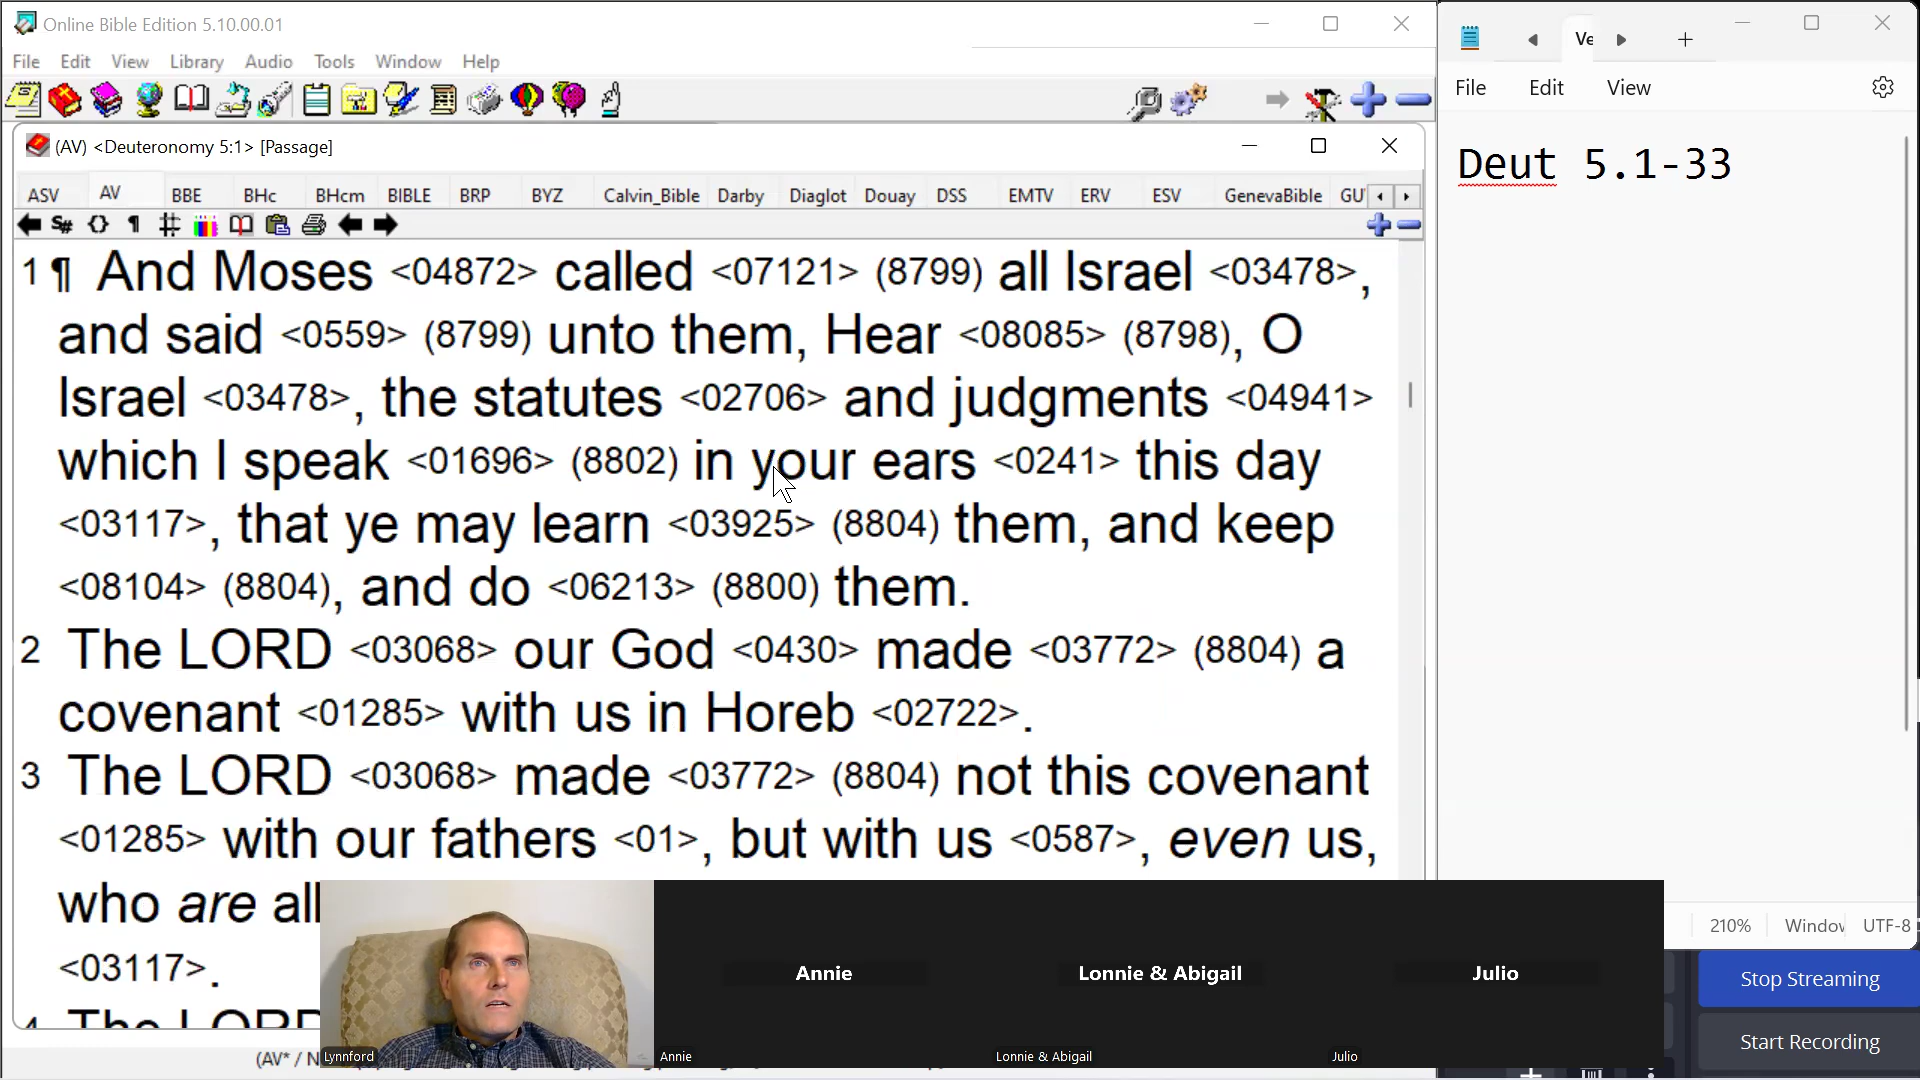 Online Bible Edition 5.10.00.01
File Edit View Library Audio Tools Window Help
(AV) <Deuteronomy 5:1> [Passage]
ASV AV BBE BHc BHcm BIBLE BRP BYZ Calvin_Bible Darby Diaglot Douay DSS EMTV ERV ESV GenevaBible
1 ¶ And Moses <04872> called <07121> (8799) all Israel <03478>,
and said <0559> (8799) unto them, Hear <08085> (8798), O
Israel <03478>, the statutes <02706> and judgments <04941>
which I speak <01696> (8802) in your ears <0241> this day
<03117>, that ye may learn <03925> (8804) them, and keep
<08104> (8804), and do <06213> (8800) them.
2 The LORD <03068> our God <0430> made <03772> (8804) a
covenant <01285> with us in Horeb <02722>.
3 The LORD <03068> made <03772> (8804) not this covenant
<01285> with our fathers <01>, but with us <0587>, even us,
who are all
<03117>.
4 The LORD
(AV* / N
File Edit View
Deut 5.1-33
210% UTF-8
Stop Streaming
Start Recording
Annie
Lonnie & Abigail
Julio
Lynnford
Annie
Lonnie & Abigail
Julio